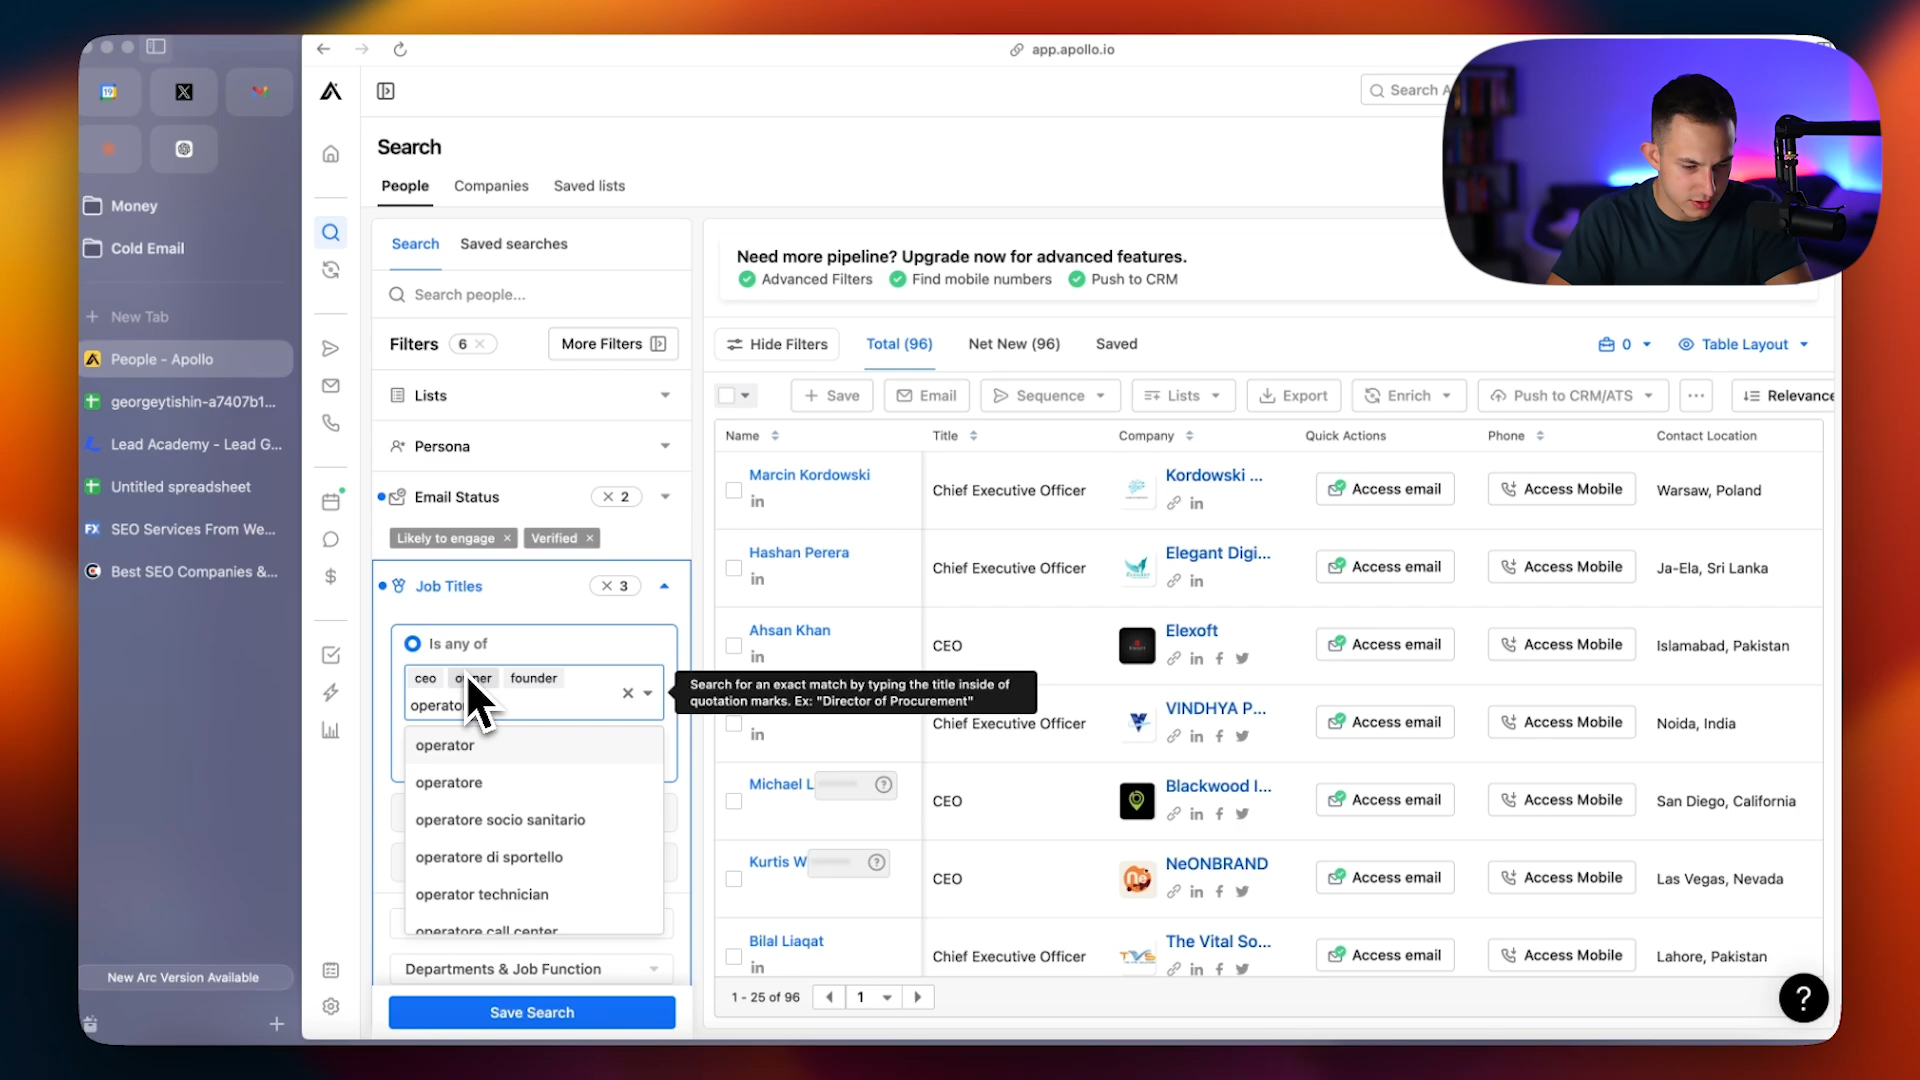 app.apollo.io
19
Search A
Search
People Companies Saved lists
Money
Cold Email
New Tab
People - Apollo
georgeytishin-a7407b1...
Lead Academy - Lead G...
Untitled spreadsheet
FX SEO Services From We...
Best SEO Companies &...
New Arc Version Available
Search Saved searches
Search people...
Filters 6 More Filters
Lists
Persona
Email Status 2
Likely to engage Verified
Job Titles 3
Is any of
ceo owner founder
operator
operator
operatore
operatore socio sanitario
operatore di sportello
operator technician
operatore call center
Departments & Job Function
Save Search
Search for an exact match by typing the title inside of
quotation marks. Ex: "Director of Procurement"
Need more pipeline? Upgrade now for advanced features.
Advanced Filters Find mobile numbers Push to CRM
Hide Filters Total (96) Net New (96) Saved 0 Table Layout
Save Email Sequence Lists Export Enrich Push to CRM/ATS ... Relevance
Name Title Company Quick Actions Phone Contact Location
Marcin Kordowski Chief Executive Officer Kordowski ... Access email Access Mobile Warsaw, Poland
Hashan Perera Chief Executive Officer Elegant Digi... Access email Access Mobile Ja-Ela, Sri Lanka
Ahsan Khan CEO Elexoft Access email Access Mobile Islamabad, Pakistan
Chief Executive Officer VINDHYA P... Access email Access Mobile Noida, India
Michael L CEO Blackwood I... Access email Access Mobile San Diego, California
Kurtis W CEO NeONBRAND Access email Access Mobile Las Vegas, Nevada
Bilal Liaqat Chief Executive Officer The Vital So... Access email Access Mobile Lahore, Pakistan
1 - 25 of 96 1
?